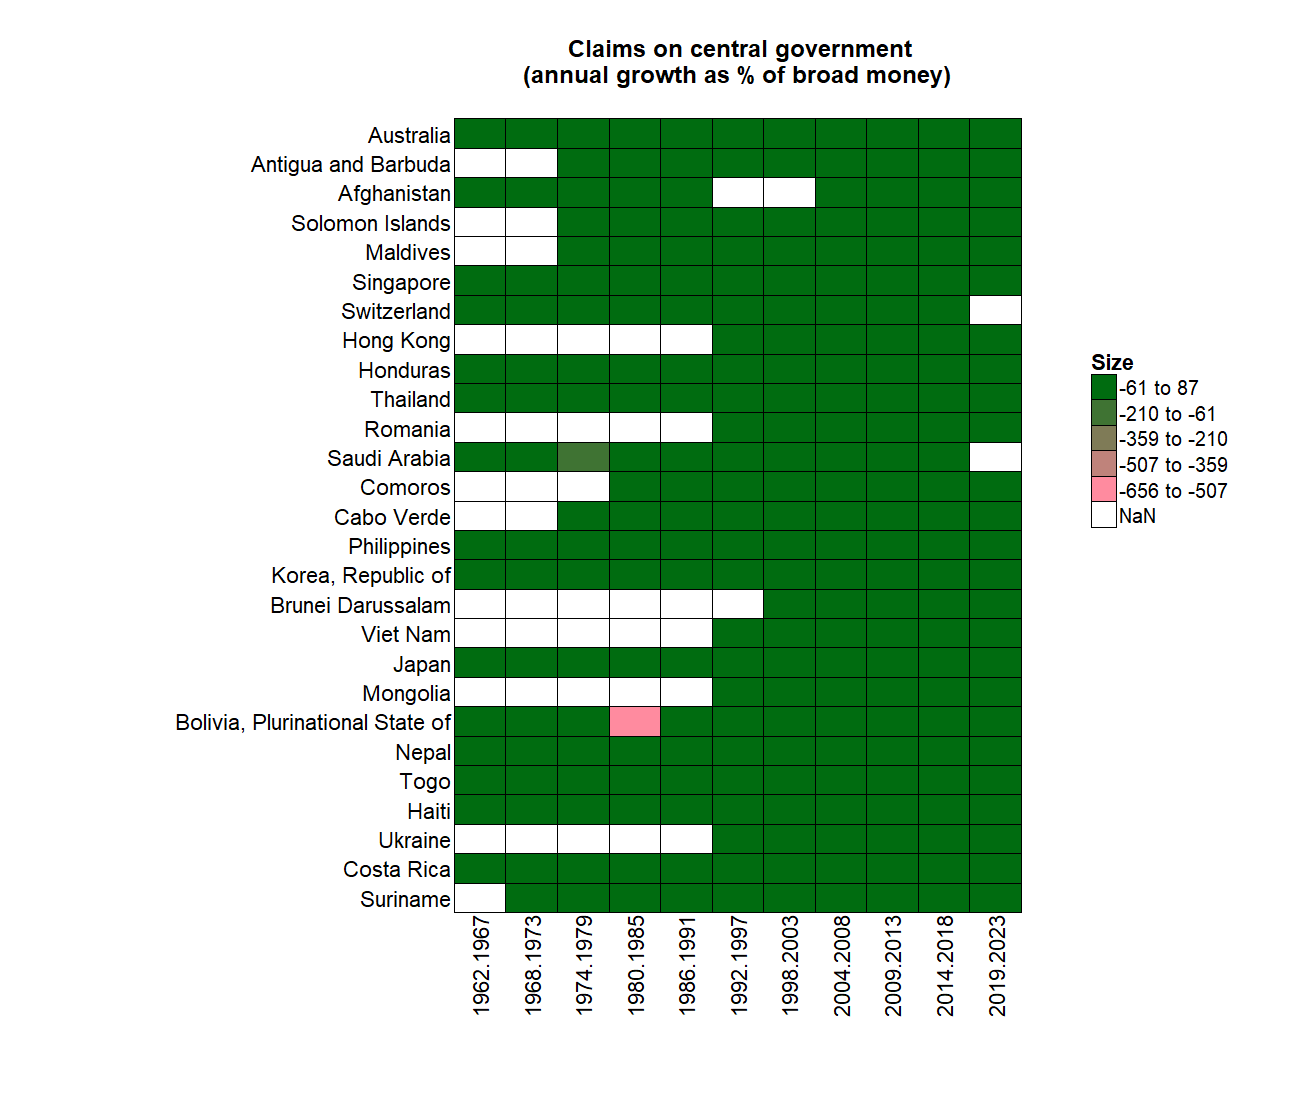 Claims on central government
(annual growth as % of broad money)
Australia
Antigua and Barbuda
Afghanistan
Solomon Islands
Maldives
Singapore
Switzerland
Hong Kong
Honduras
Thailand
Romania
Saudi Arabia
Comoros
Cabo Verde
Philippines
Korea, Republic of
Brunei Darussalam
Viet Nam
Japan
Mongolia
Bolivia, Plurinational State of
Nepal
Togo
Haiti
Ukraine
Costa Rica
Suriname
1962.1967
1968.1973
1974.1979
1980.1985
1986.1991
1992.1997
1998.2003
2004.2008
2009.2013
2014.2018
2019.2023
Size
-61 to 87
-210 to -61
-359 to -210
-507 to -359
-656 to -507
NaN